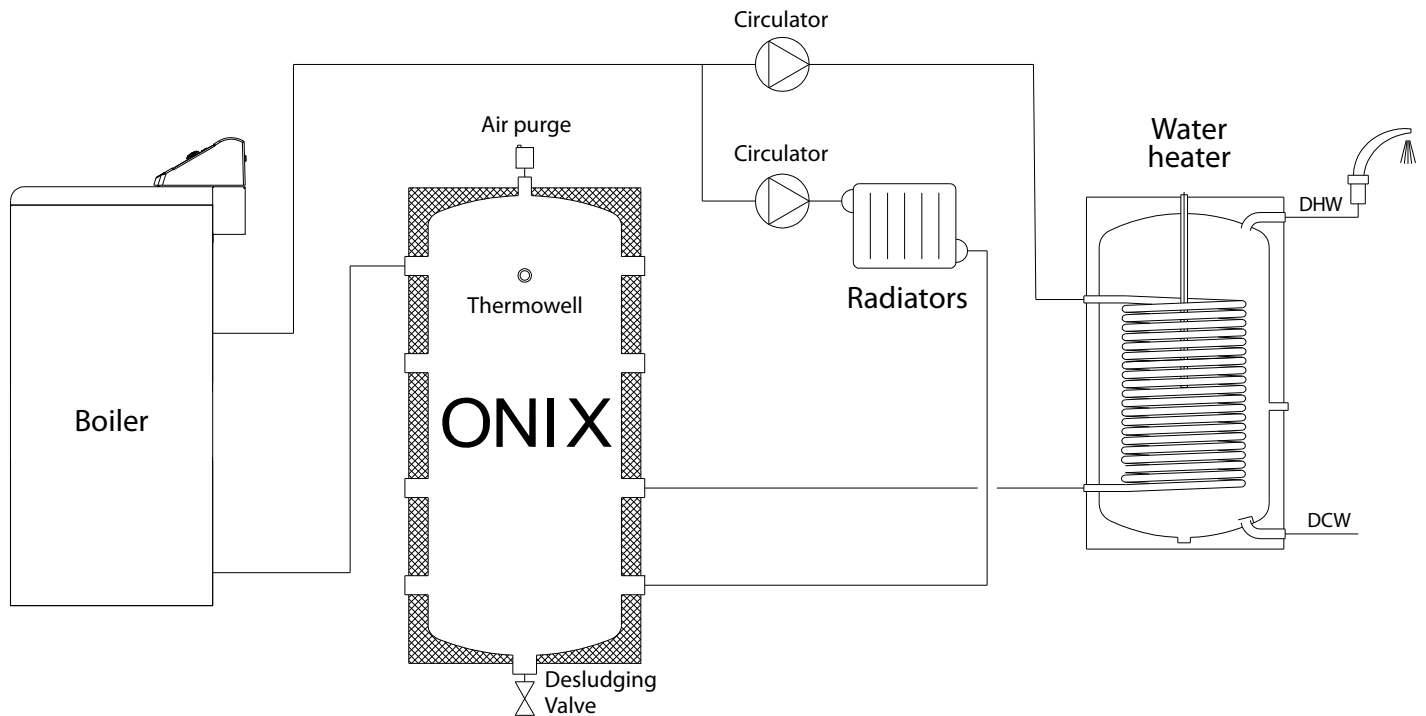 Circulator
Air purge
Circulator
Water
heater
DHW
Thermowell
Radiators
Boiler
ONIX
DCW
Desludging
Valve